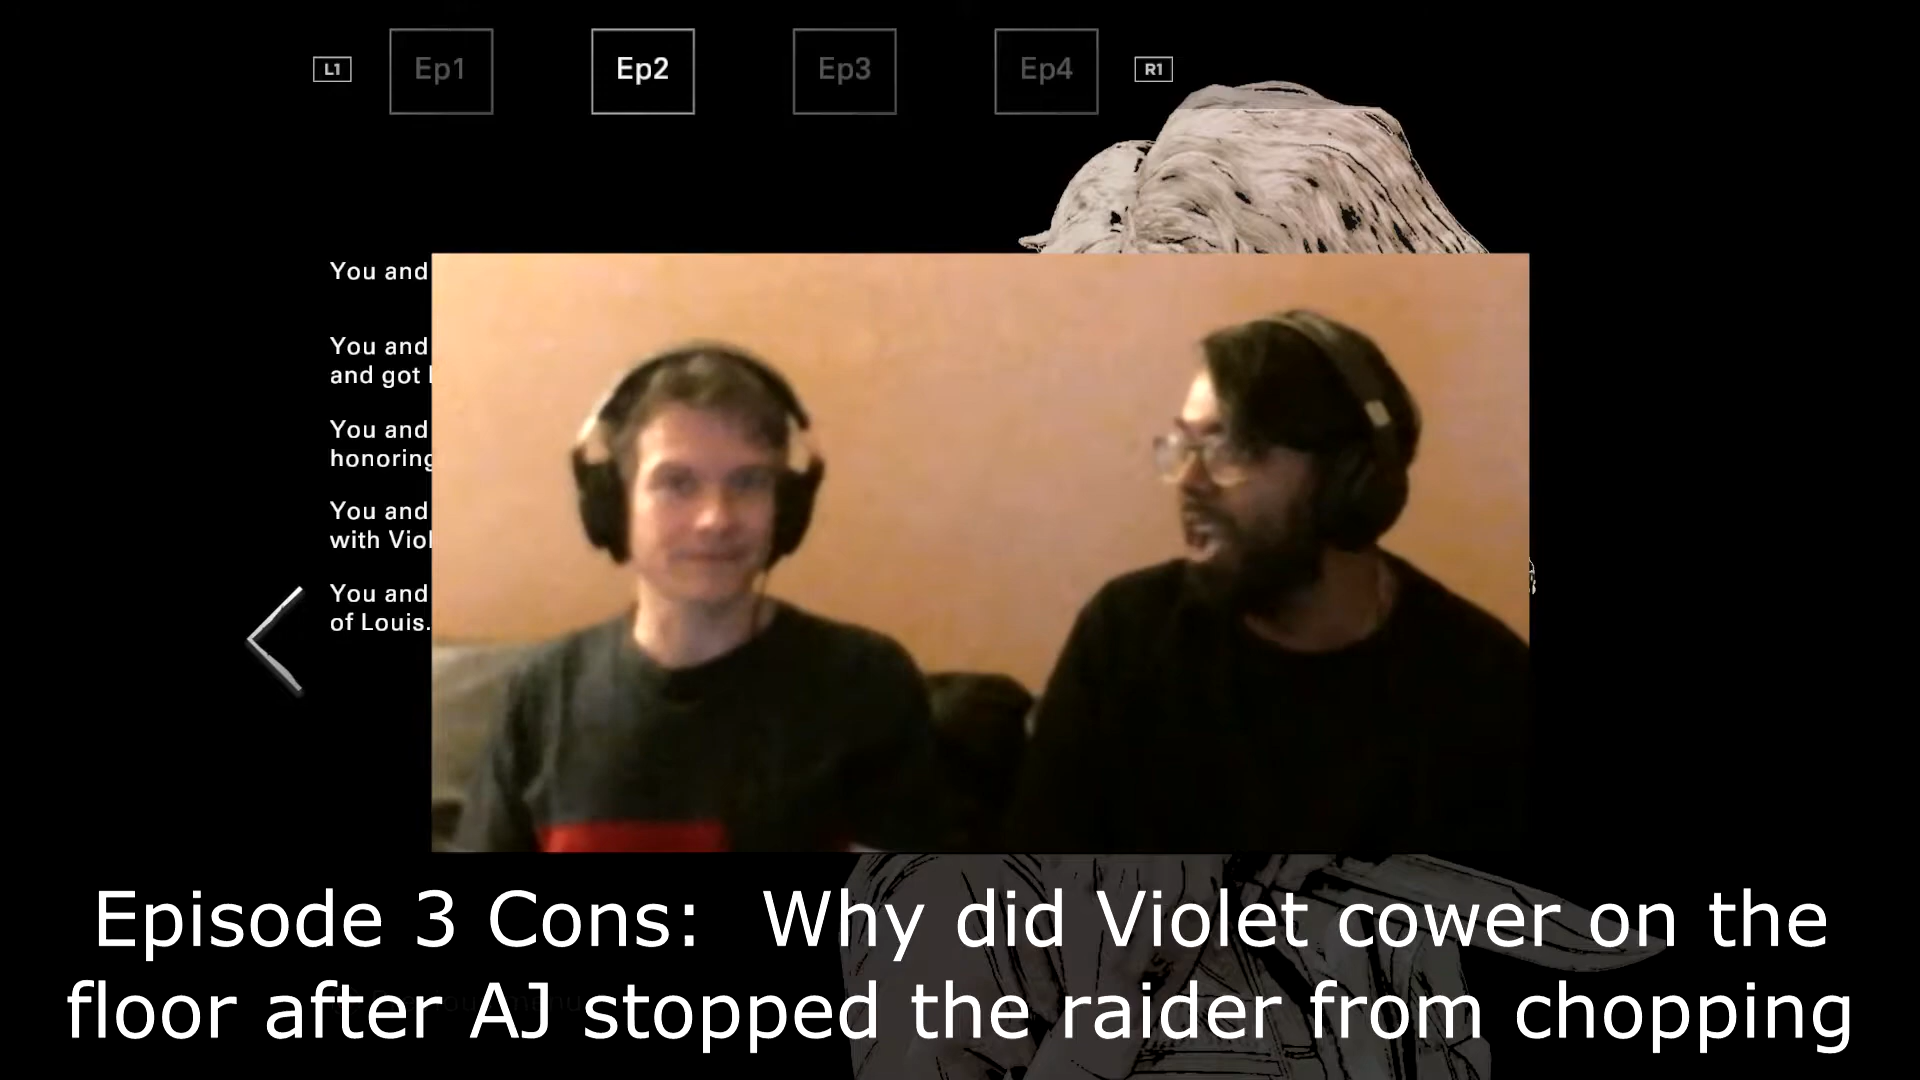 L1 Ep1 Ep2 Ep3 Ep4 R1
You and
You and
and got
You and
honoring
You and
with Viol
You and
of Louis.
Episode 3 Cons: Why did Violet cower on the
floor after AJ stopped the raider from chopping